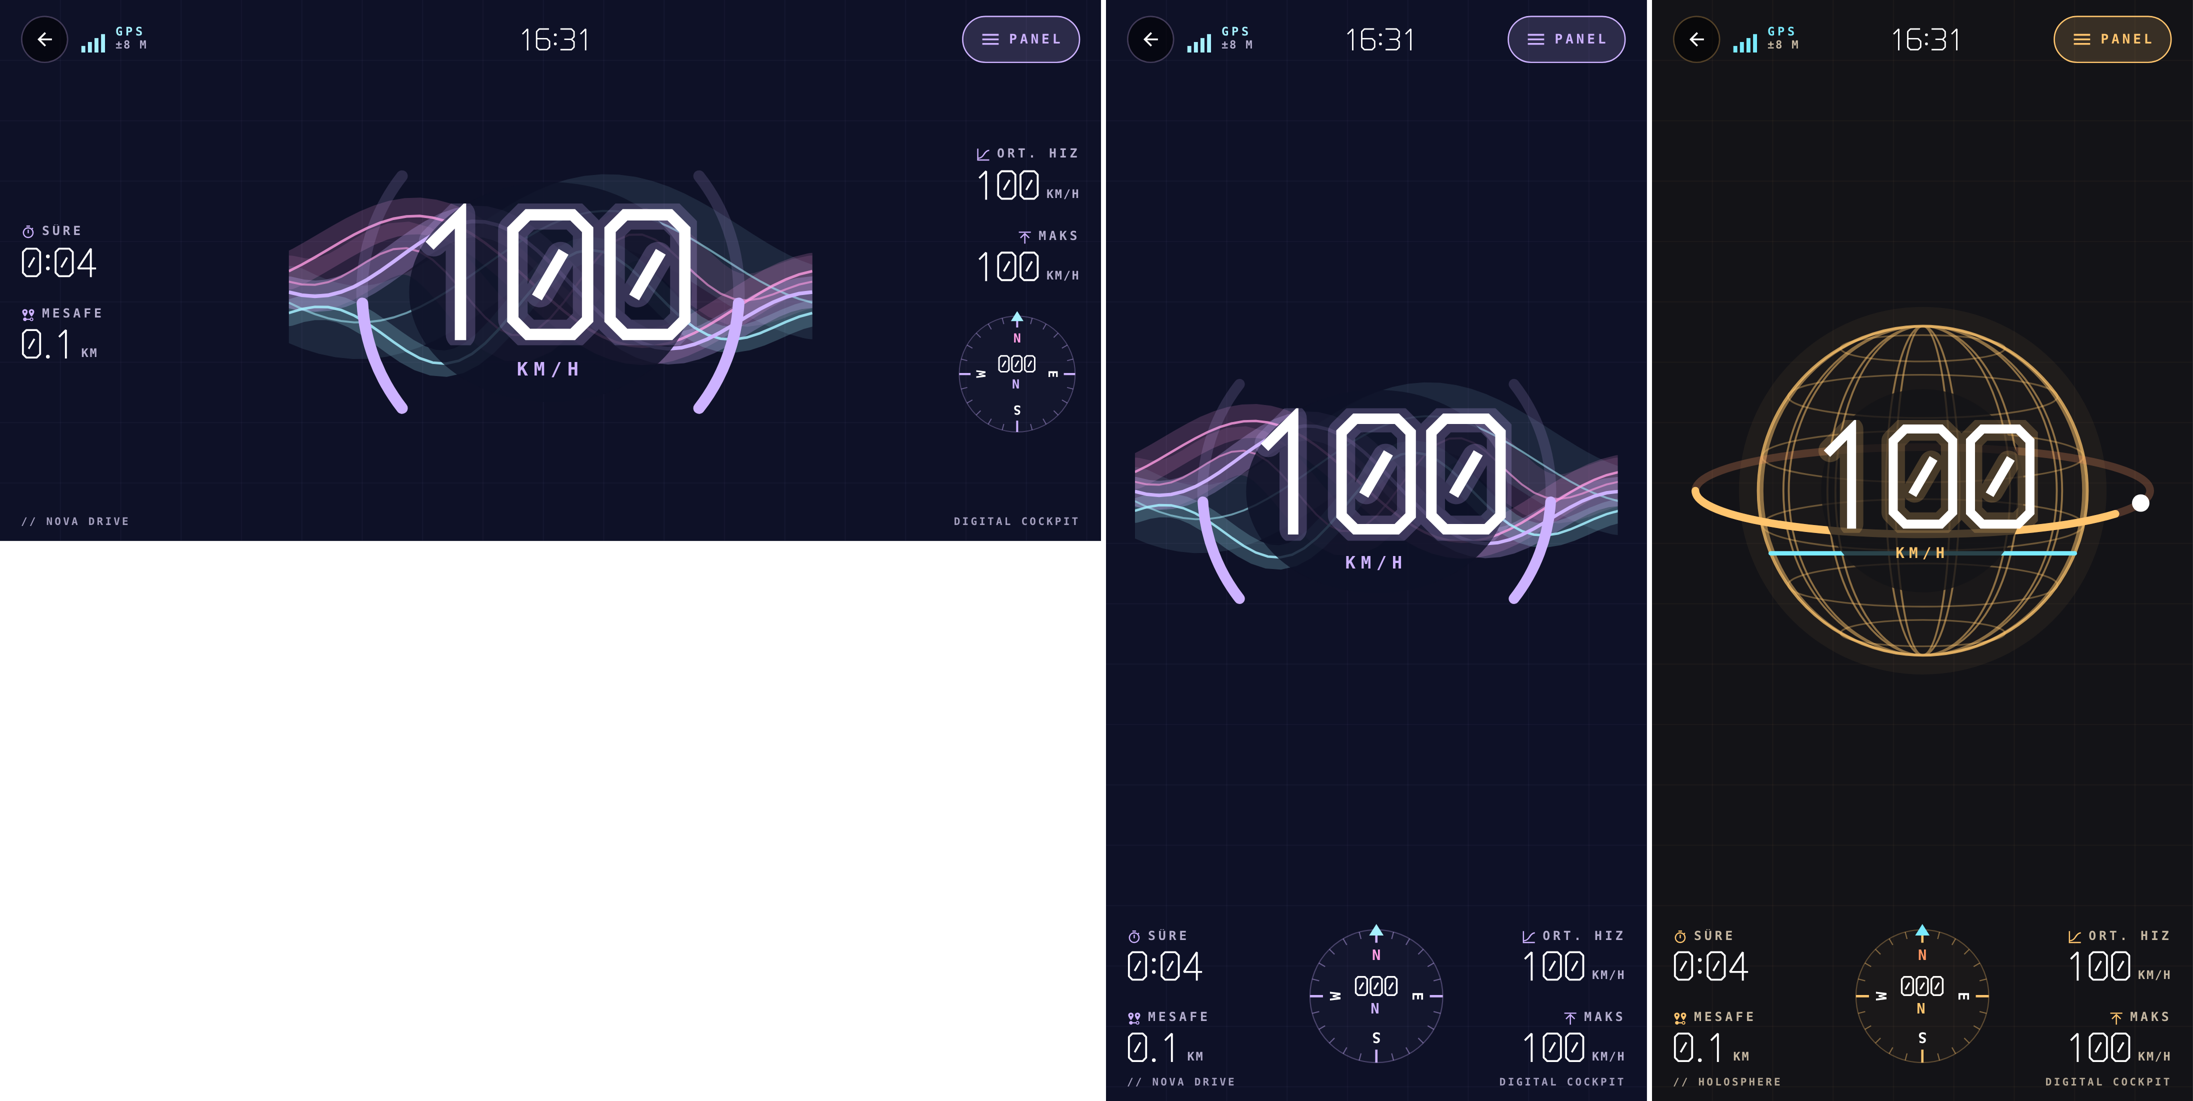 GPS
±8 M
16:31
PANEL
SÜRE
0:04
MESAFE
0.1 KM
100
KM/H
ORT. HIZ
100 KM/H
MAKS
100 KM/H
N
W 000 E
N
S
// NOVA DRIVE
DIGITAL COCKPIT
GPS
±8 M
16:31
PANEL
100
KM/H
SÜRE
0:04
MESAFE
0.1 KM
N
W 000 E
N
S
ORT. HIZ
100 KM/H
MAKS
100 KM/H
// NOVA DRIVE
DIGITAL COCKPIT
GPS
±8 M
16:31
PANEL
100
KM/H
SÜRE
0:04
MESAFE
0.1 KM
N
W 000 E
N
S
ORT. HIZ
100 KM/H
MAKS
100 KM/H
// HOLOSPHERE
DIGITAL COCKPIT